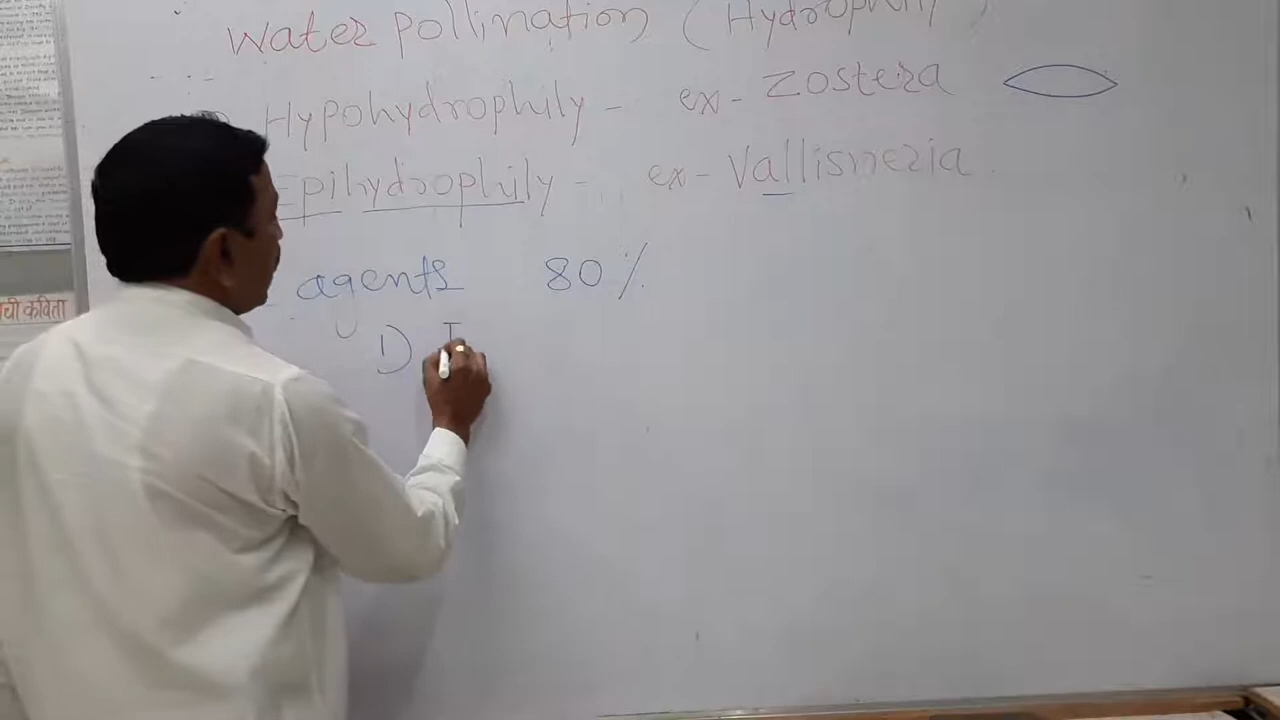 Water pollination (Hydrophily)
Hypohydrophily - ex - Zostera
Epihydrophily - ex - Vallisneria
agents 80%
1) I
ची कविता